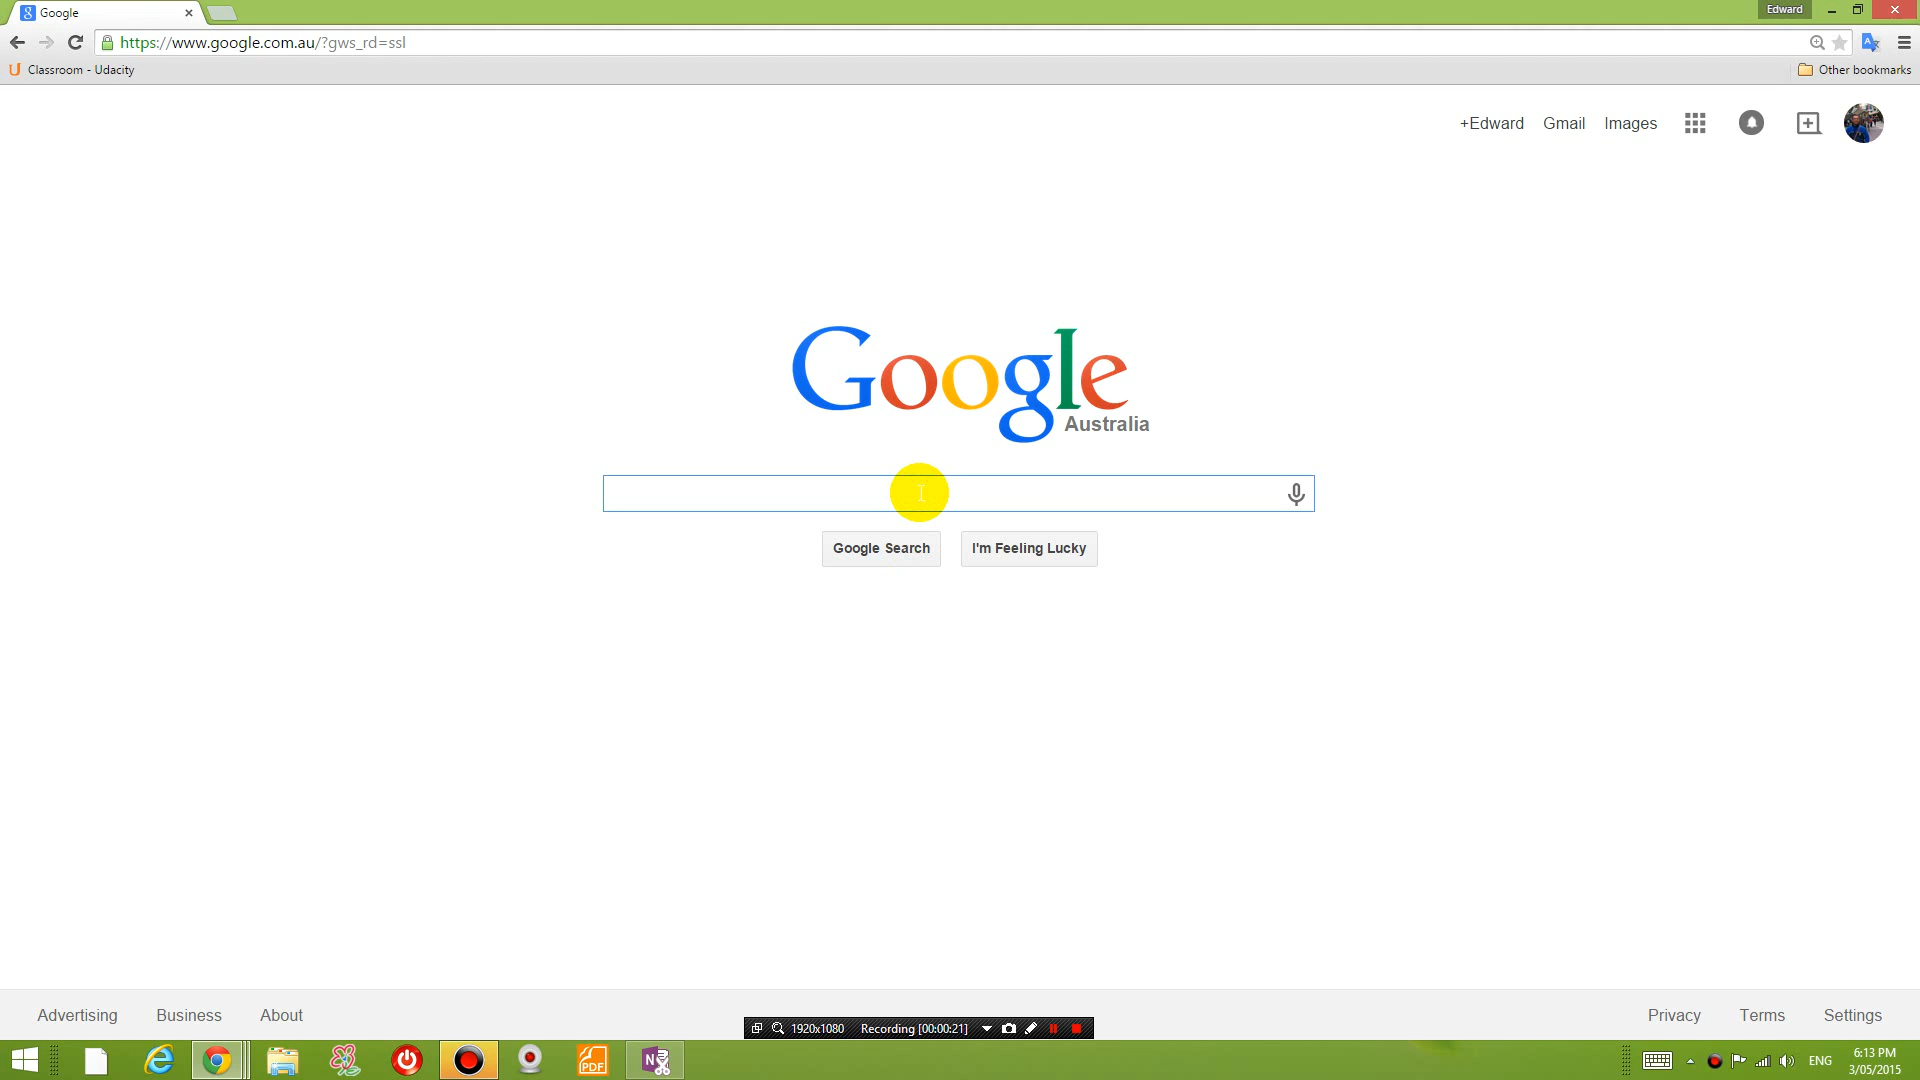 Google
Edward
https://www.google.com.au/?gws_rd=ssl
Classroom - Udacity
Other bookmarks
+Edward
Gmail
Images
Google
Australia
Google Search
I'm Feeling Lucky
Advertising
Business
About
Privacy
Terms
Settings
1920x1080
Recording [00:00:21]
PDF
N
ENG
6:13 PM
3/05/2015